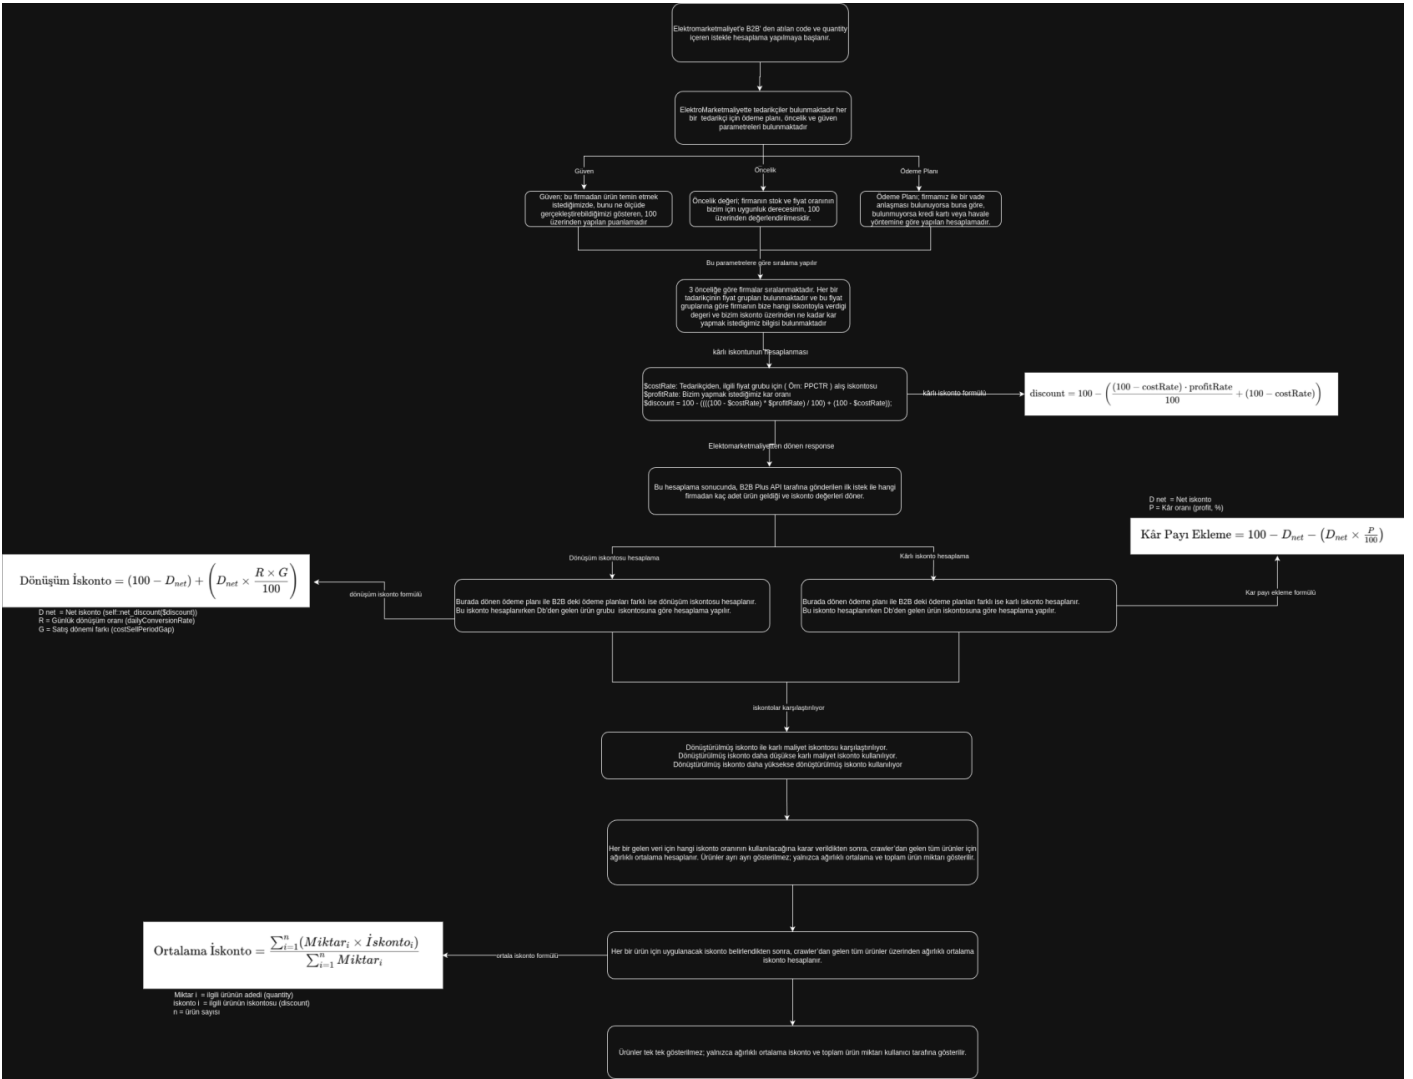 Elektromarketmaliyet'e B2B' den atılan code ve quantity
içeren istekle hesaplama yapılmaya başlanır.
ElektroMarketmaliyette tedarikçiler bulunmaktadır her
bir tedarikçi için ödeme planı, öncelik ve güven
parametreleri bulunmaktadır
Güven
Öncelik
Ödeme Planı
Güven; bu firmadan ürün temin etmek
istediğimizde, bunu ne ölçüde
gerçekleştirebildiğimizi gösteren, 100
üzerinden yapılan puanlamadır
Öncelik değeri; firmanın stok ve fiyat oranının
bizim için uygunluk derecesinin, 100
üzerinden değerlendirilmesidir.
Ödeme Planı; firmamız ile bir vade
anlaşması bulunuyorsa buna göre,
bulunmuyorsa kredi kartı veya havale
yöntemine göre yapılan hesaplamadır.
Bu parametrelere göre sıralama yapılır
3 önceliğe göre firmalar sıralanmaktadır. Her bir
tadarikçinin fiyat grupları bulunmaktadır ve bu fiyat
gruplarına göre firmanın bize hangi iskontoyla verdigi
degeri ve bizim iskonto üzerinden ne kadar kar
yapmak istedigimiz bilgisi bulunmaktadır
kârlı iskontunun hesaplanması
$costRate: Tedarikçiden, ilgili fiyat grubu için ( Örn: PPCTR ) alış iskontosu
$profitRate: Bizim yapmak istediğimiz kar oranı
$discount = 100 - ((((100 - $costRate) * $profitRate) / 100) + (100 - $costRate));
kârlı iskonto formülü
discount = 100 − ( (100 − costRate) · profitRate / 100 + (100 − costRate) )
Elektomarketmaliyetten dönen response
Bu hesaplama sonucunda, B2B Plus API tarafına gönderilen ilk istek ile hangi
firmadan kaç adet ürün geldiği ve iskonto değerleri döner.
D net = Net iskonto
P = Kâr oranı (profit, %)
Kâr Payı Ekleme = 100 − D_net − (D_net × P/100)
Dönüşüm iskontosu hesaplama
Kârlı iskonto hesaplama
Dönüşüm İskonto = (100 − D_net) + (D_net × R × G / 100)
dönüşüm iskonto formülü
D net = Net iskonto (self::net_discount($discount))
R = Günlük dönüşüm oranı (dailyConversionRate)
G = Satış dönemi farkı (costSellPeriodGap)
Burada dönen ödeme planı ile B2B deki ödeme planları farklı ise dönüşüm iskontosu hesaplanır.
Bu iskonto hesaplanırken Db'den gelen ürün grubu iskontosuna göre hesaplama yapılır.
Burada dönen ödeme planı ile B2B deki ödeme planları farklı ise karlı iskonto hesaplanır.
Bu iskonto hesaplanırken Db'den gelen ürün iskontosuna göre hesaplama yapılır.
Kar payı ekleme formülü
iskontolar karşılaştırılıyor
Dönüştürülmüş iskonto ile karlı maliyet iskontosu karşılaştırılıyor.
Dönüştürülmüş iskonto daha düşükse karlı maliyet iskonto kullanılıyor.
Dönüştürülmüş iskonto daha yüksekse dönüştürülmüş iskonto kullanılıyor
Her bir gelen veri için hangi iskonto oranının kullanılacağına karar verildikten sonra, crawler'dan gelen tüm ürünler için
ağırlıklı ortalama hesaplanır. Ürünler ayrı ayrı gösterilmez; yalnızca ağırlıklı ortalama ve toplam ürün miktarı gösterilir.
Ortalama İskonto = ∑ⁿᵢ₌₁(Miktarᵢ × İskontoᵢ) / ∑ⁿᵢ₌₁ Miktarᵢ
ortala iskonto formülü
Her bir ürün için uygulanacak iskonto belirlendikten sonra, crawler'dan gelen tüm ürünler üzerinden ağırlıklı ortalama
iskonto hesaplanır.
Miktar i = ilgili ürünün adedi (quantity)
İskonto i = ilgili ürünün iskontosu (discount)
n = ürün sayısı
Ürünler tek tek gösterilmez; yalnızca ağırlıklı ortalama iskonto ve toplam ürün miktarı kullanıcı tarafına gösterilir.